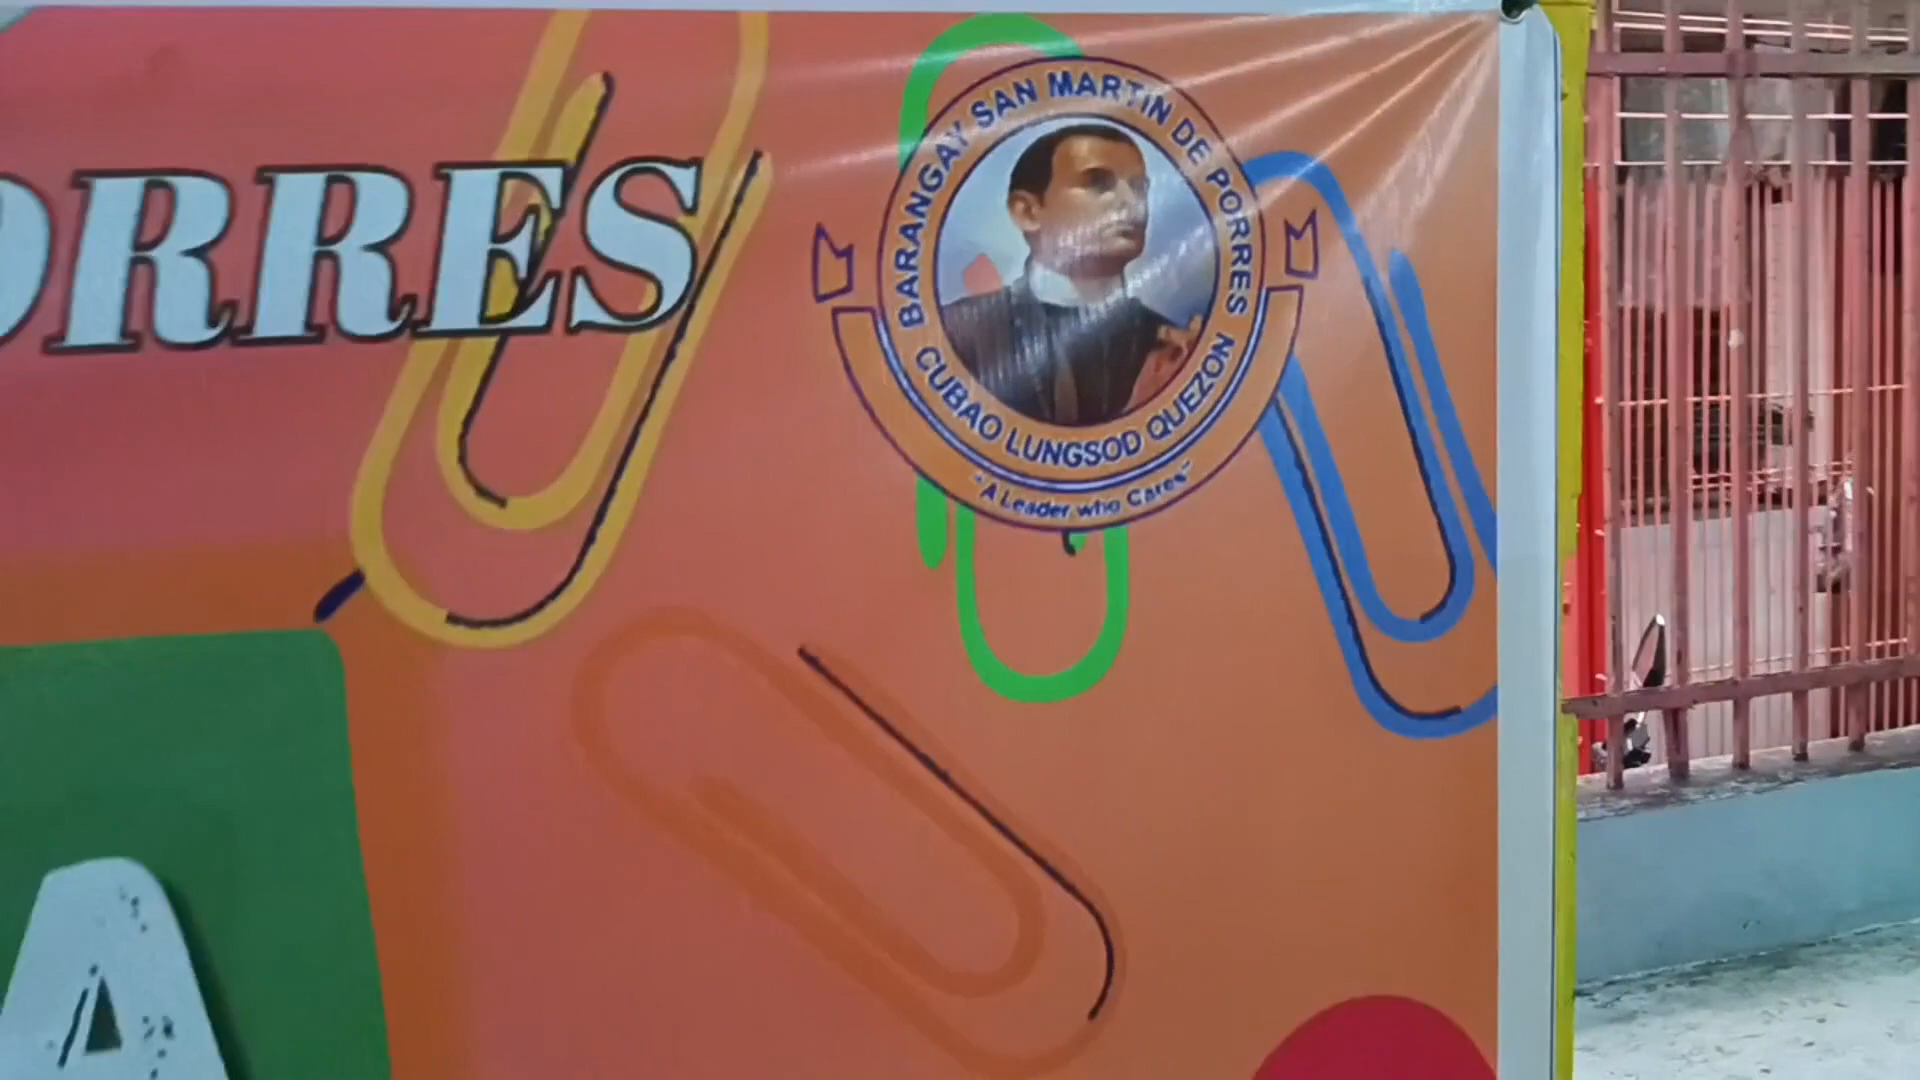 ORRES
BARANGAY SAN MARTIN DE PORRES
CUBAO LUNGSOD QUEZON
"A Leader who Cares"
A